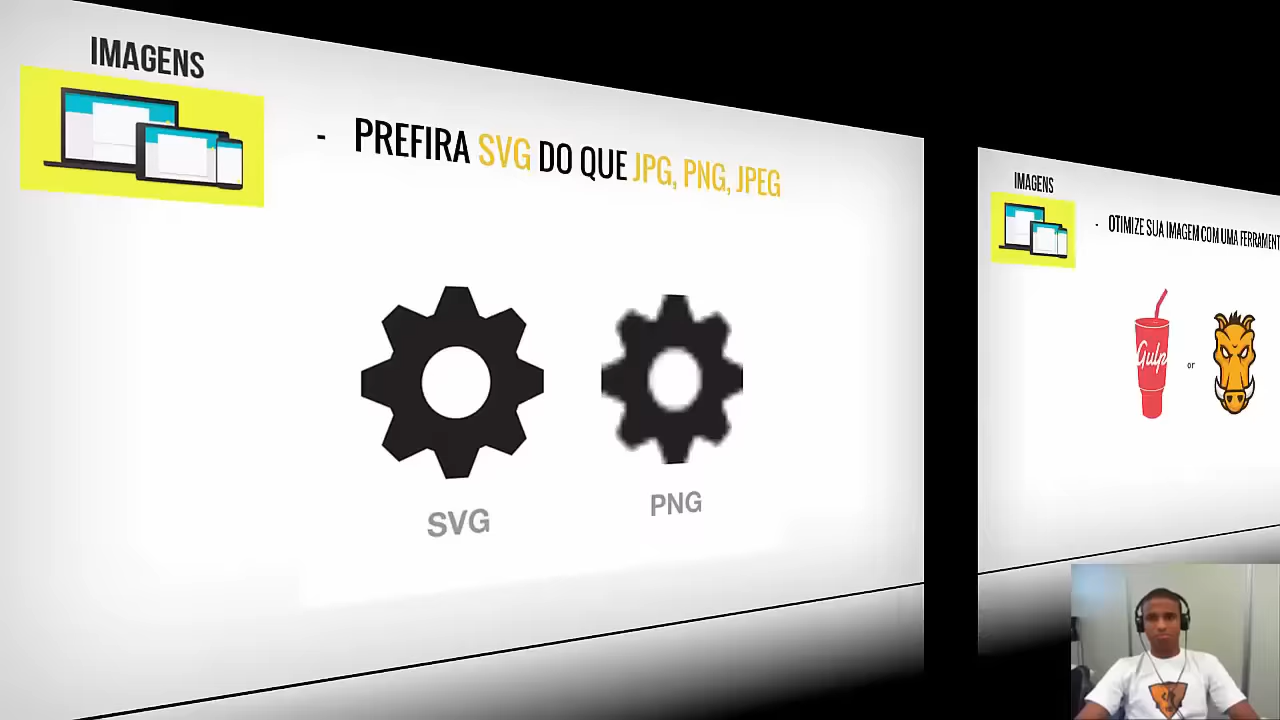 IMAGENS
- PREFIRA SVG DO QUE JPG, PNG, JPEG
SVG
PNG
IMAGENS
- OTIMIZE SUA IMAGEM COM UMA
Gulp
or